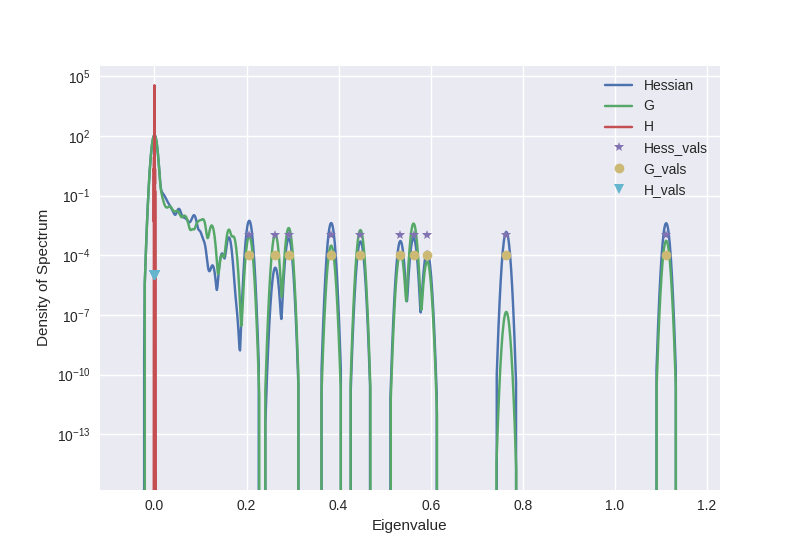 10^5
10^2
10^-1
10^-4
10^-7
10^-10
10^-13
Density of Spectrum
Hessian
G
H
Hess_vals
G_vals
H_vals
0.0 0.2 0.4 0.6 0.8 1.0 1.2
Eigenvalue